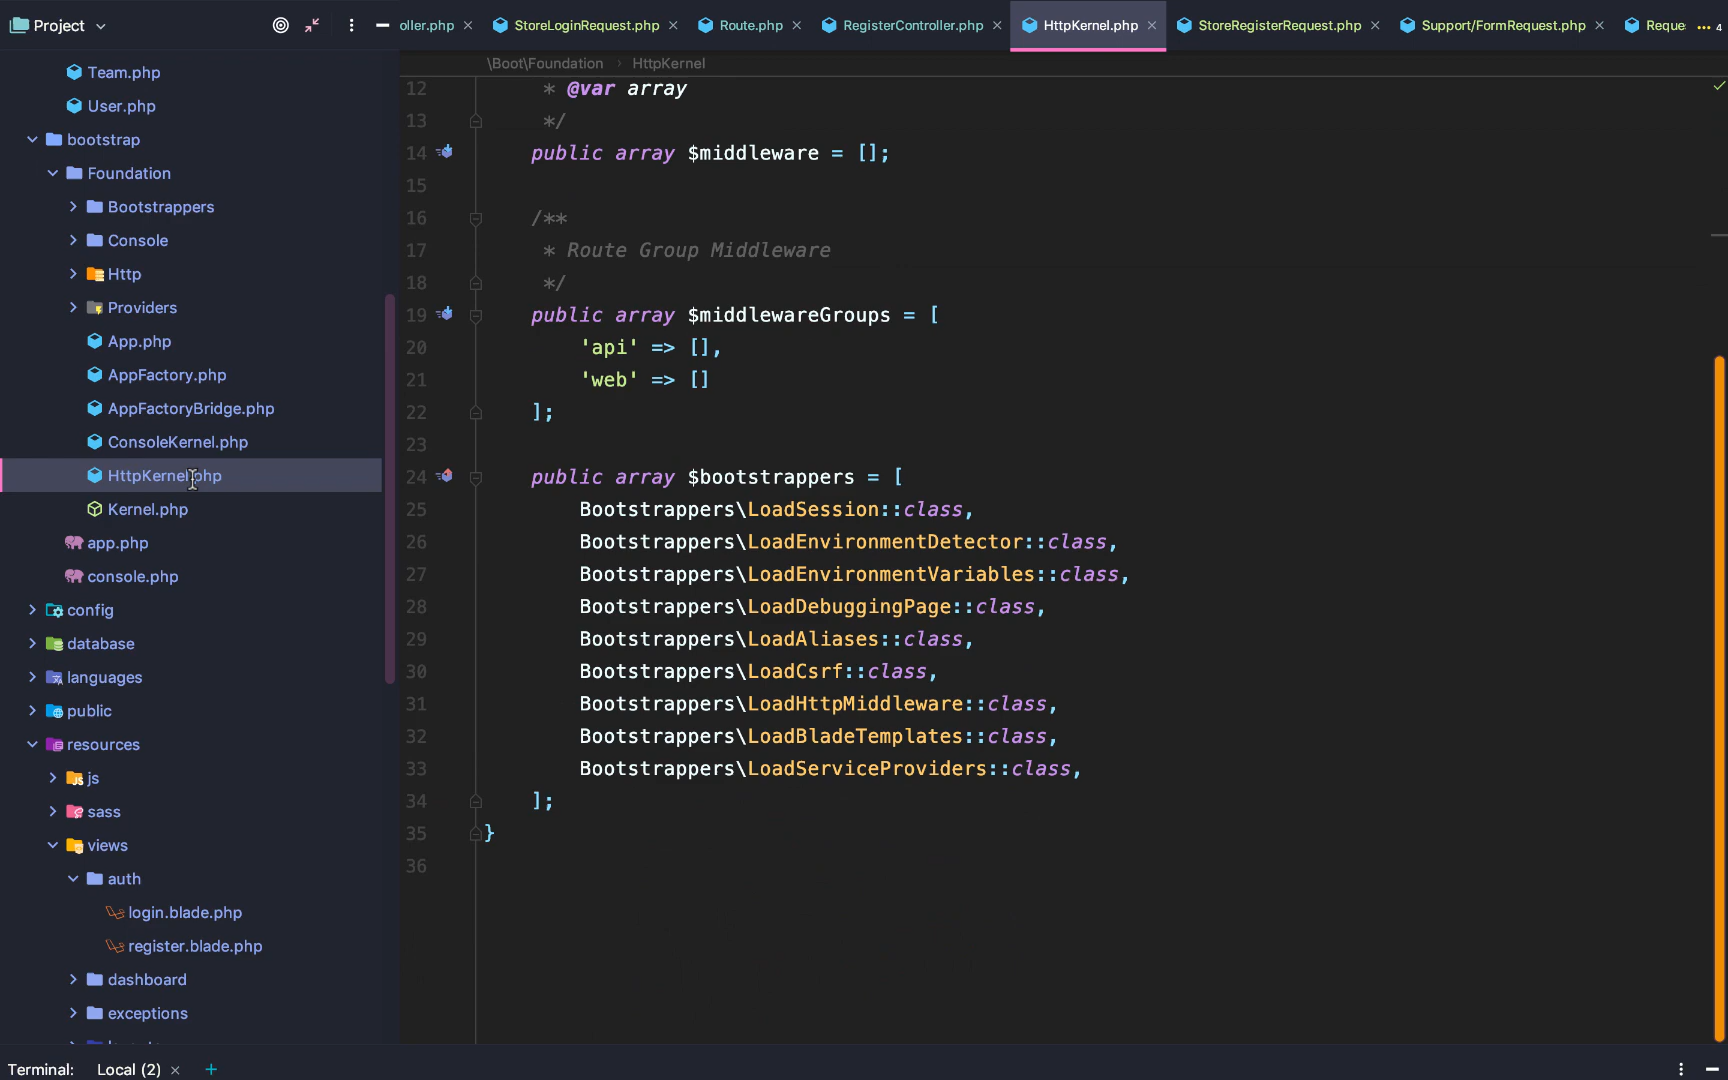 Project
oller.php
StoreLoginRequest.php
Route.php
RegisterController.php
HttpKernel.php
StoreRegisterRequest.php
Support/FormRequest.php
Reque
4
Team.php
User.php
bootstrap
Foundation
Bootstrappers
Console
Http
Providers
App.php
AppFactory.php
AppFactoryBridge.php
ConsoleKernel.php
HttpKernel.php
Kernel.php
app.php
console.php
config
database
languages
public
resources
js
sass
views
auth
login.blade.php
register.blade.php
dashboard
exceptions
\Boot\Foundation › HttpKernel
12 * @var array
13 */
14 public array $middleware = [];
15
16 /**
17 * Route Group Middleware
18 */
19 public array $middlewareGroups = [
20 'api' => [],
21 'web' => []
22 ];
23
24 public array $bootstrappers = [
25 Bootstrappers\LoadSession::class,
26 Bootstrappers\LoadEnvironmentDetector::class,
27 Bootstrappers\LoadEnvironmentVariables::class,
28 Bootstrappers\LoadDebuggingPage::class,
29 Bootstrappers\LoadAliases::class,
30 Bootstrappers\LoadCsrf::class,
31 Bootstrappers\LoadHttpMiddleware::class,
32 Bootstrappers\LoadBladeTemplates::class,
33 Bootstrappers\LoadServiceProviders::class,
34 ];
35 }
36
Terminal: Local (2) × +